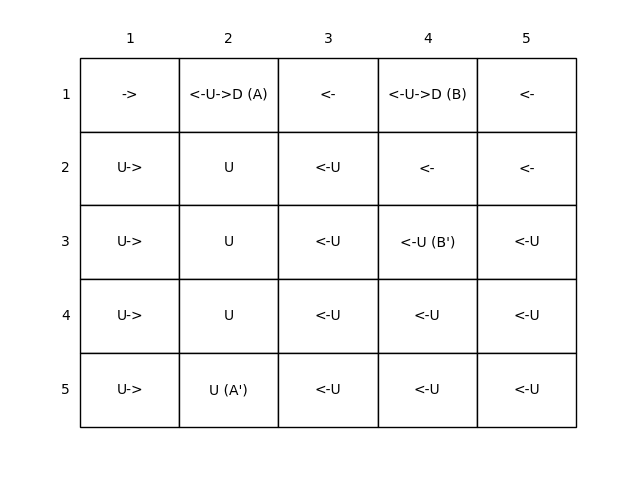 1 2 3 4 5
1 -> <-U->D (A) <- <-U->D (B) <-
2 U-> U <-U <- <-
3 U-> U <-U <-U (B') <-U
4 U-> U <-U <-U <-U
5 U-> U (A') <-U <-U <-U